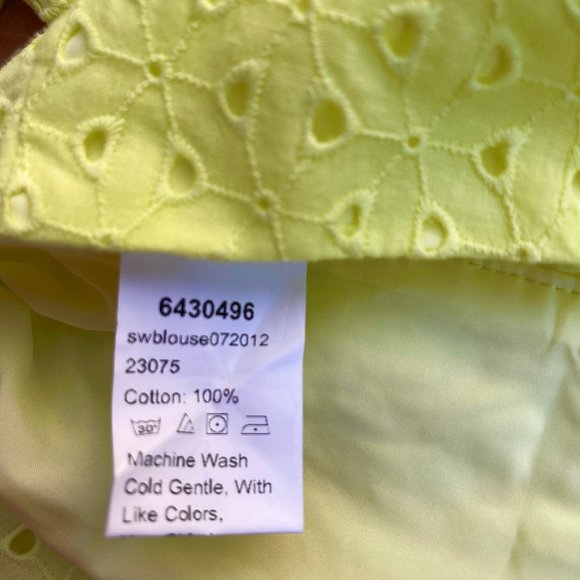 6430496
swblouse072012
23075
Cotton: 100%
30°
Machine Wash
Cold Gentle, With
Like Colors,